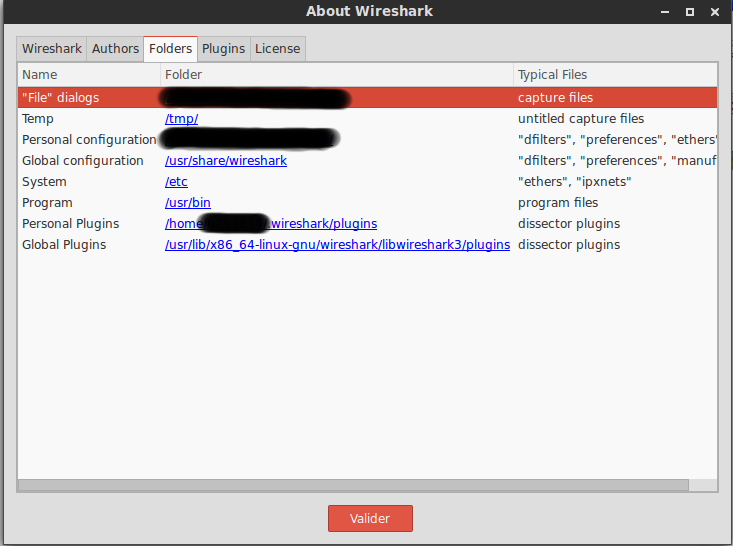 About Wireshark
Wireshark Authors Folders Plugins License
Name Folder Typical Files
"File" dialogs capture files
Temp /tmp/ untitled capture files
Personal configuration "dfilters", "preferences", "ethers"
Global configuration /usr/share/wireshark "dfilters", "preferences", "manuf
System /etc "ethers", "ipxnets"
Program /usr/bin program files
Personal Plugins /home wireshark/plugins dissector plugins
Global Plugins /usr/lib/x86_64-linux-gnu/wireshark/libwireshark3/plugins dissector plugins
Valider